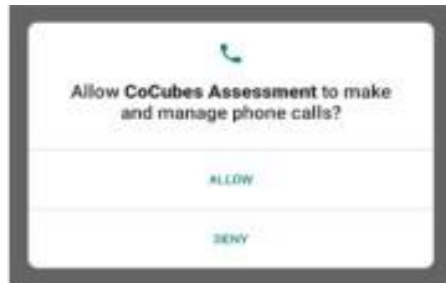 Allow CoCubes Assessment to make
and manage phone calls?
ALLOW
DENY